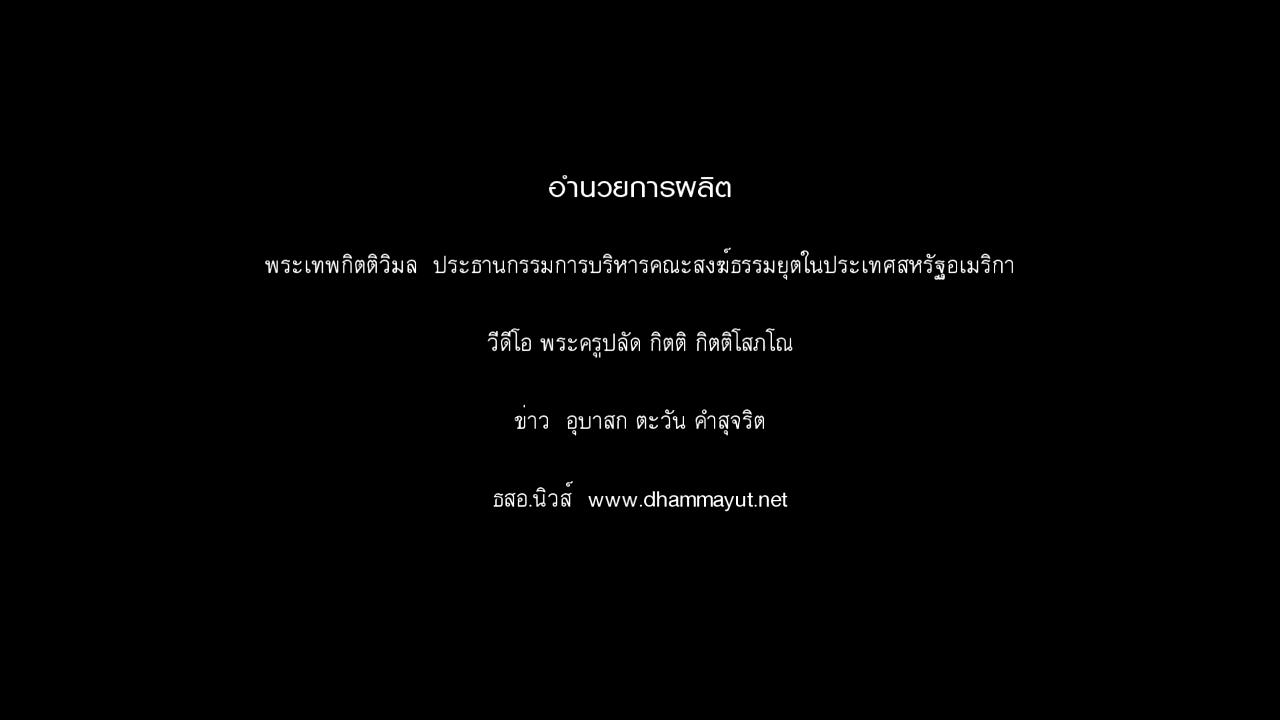 อำนวยการผลิต
พระเทพกิตติวิมล ประธานกรรมการบริหารคณะสงฆ์ธรรมยุตในประเทศสหรัฐอเมริกา
วีดีโอ พระครูปลัด กิตติ กิตติโสภโณ
ข่าว อุบาสก ตะวัน คำสุจริต
ธสอ.นิวส์ www.dhammayut.net